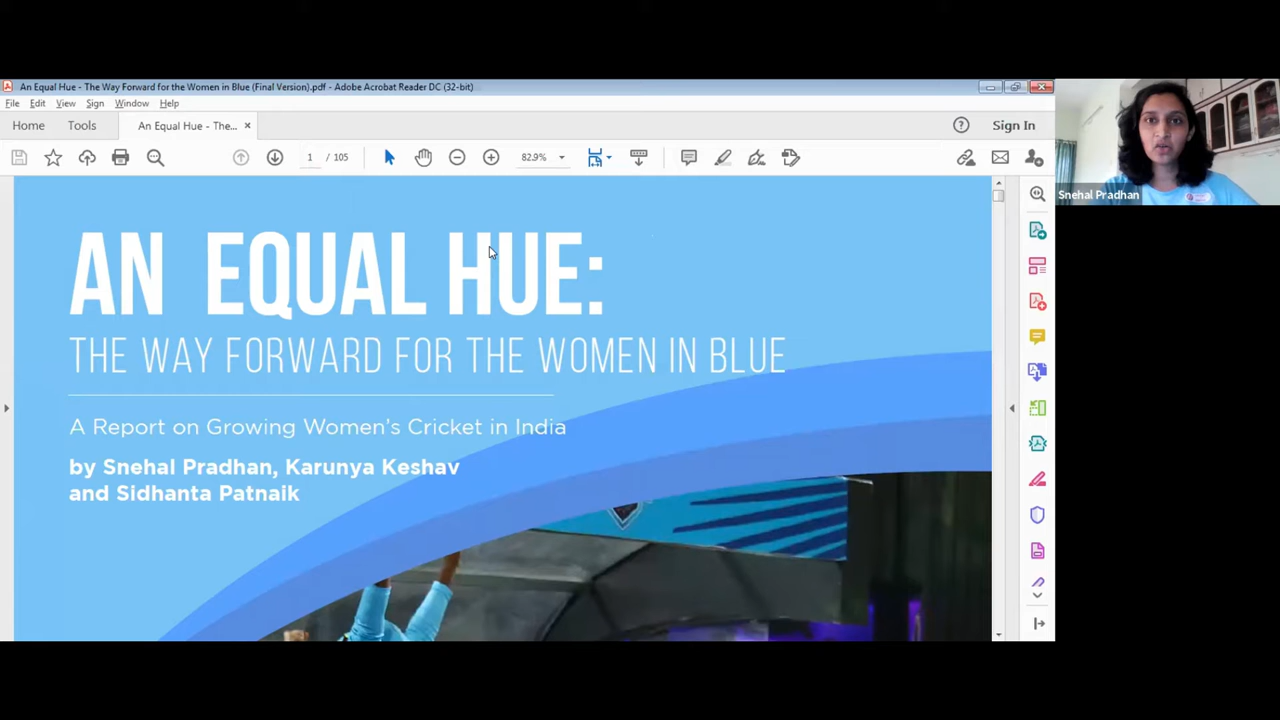 An Equal Hue - The Way Forward for the Women in Blue (Final Version).pdf - Adobe Acrobat Reader DC (32-bit)
File Edit View Sign Window Help
Home Tools An Equal Hue - The... × Sign In
1 / 105 82.9%
Snehal Pradhan
AN EQUAL HUE:
THE WAY FORWARD FOR THE WOMEN IN BLUE
A Report on Growing Women's Cricket in India
by Snehal Pradhan, Karunya Keshav
and Sidhanta Patnaik